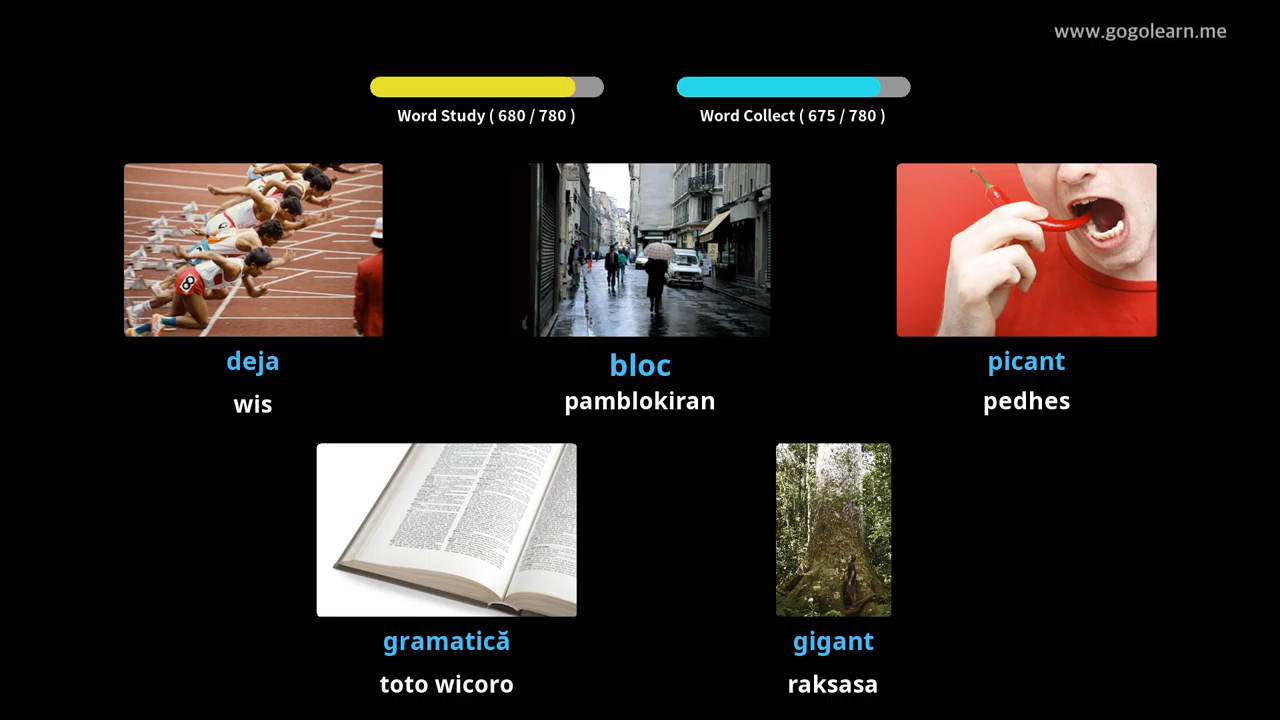 www.gogolearn.me
Word Study ( 680 / 780 )
Word Collect ( 675 / 780 )
deja
bloc
picant
wis
pamblokiran
pedhes
gramatică
gigant
toto wicoro
raksasa